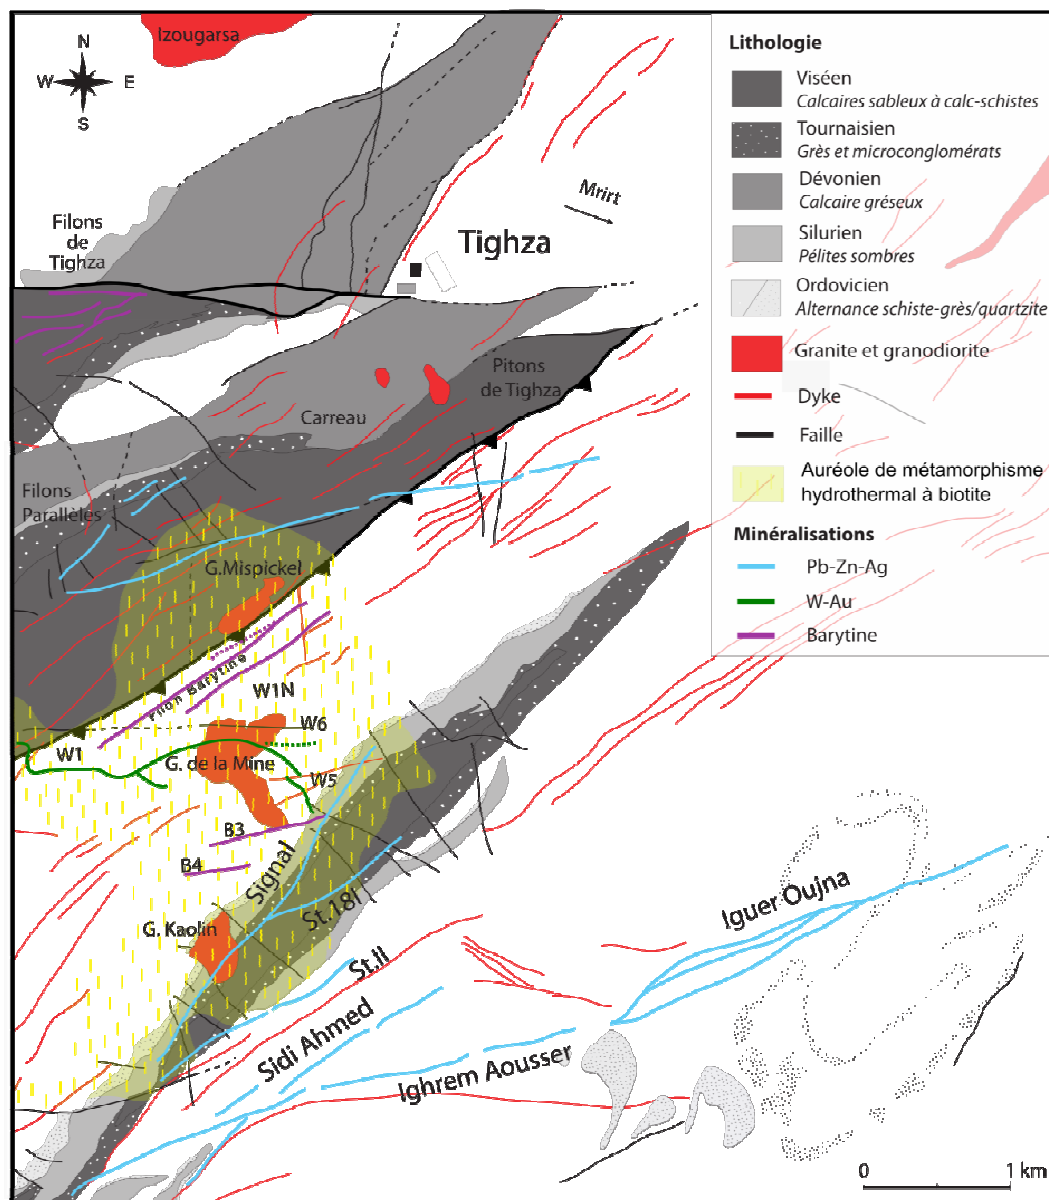 Izougarsa
N
W
E
S
Filons
de
Tighza
Mrirt
Tighza
Pitons
de Tighza
Carreau
Filons
Parallèles
G.Mispickel
Filon Barytine
W1N
W6
W1
G. de la Mine
W5
B3
B4
Signal
St.18I
G. Kaolin
St.II
Sidi Ahmed
Ighrem Aousser
Iguer Oujna
0
1 km
Lithologie
Viséen
Calcaires sableux à calc-schistes
Tournaisien
Grès et microconglomérats
Dévonien
Calcaire gréseux
Silurien
Pélites sombres
Ordovicien
Alternance schiste-grès/quartzite
Granite et granodiorite
Dyke
Faille
Auréole de métamorphisme
hydrothermal à biotite
Minéralisations
Pb-Zn-Ag
W-Au
Barytine